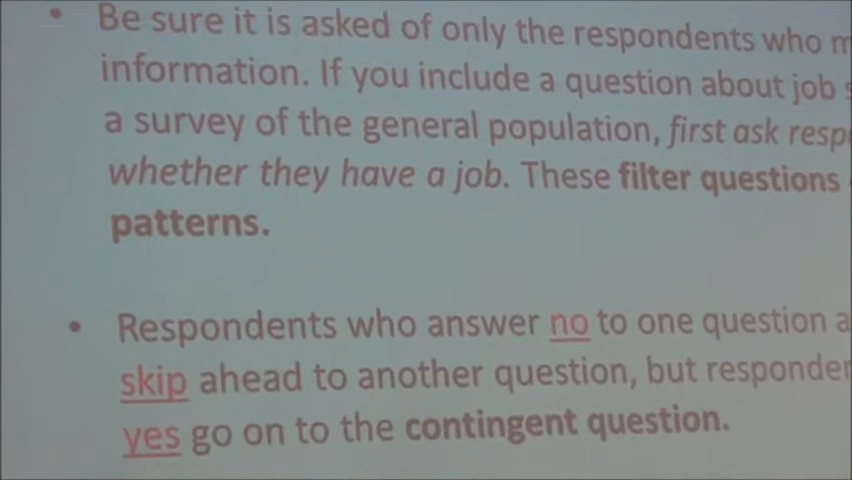 • Be sure it is asked of only the respondents who
information. If you include a question about job
a survey of the general population, first ask
whether they have a job. These filter questions
patterns.
• Respondents who answer no to one question
skip ahead to another question, but
yes go on to the contingent question.